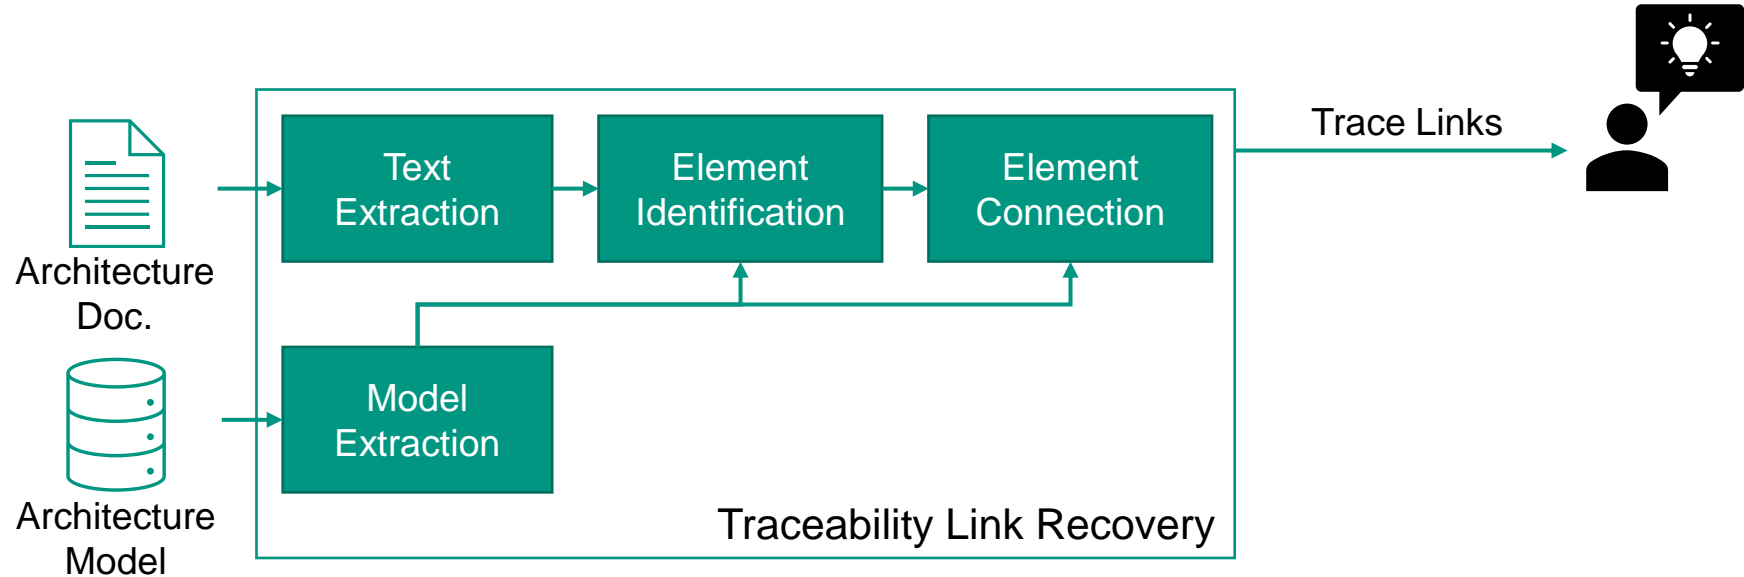 Architecture
Doc.
Architecture
Model
Text
Extraction
Element
Identification
Element
Connection
Model
Extraction
Traceability Link Recovery
Trace Links